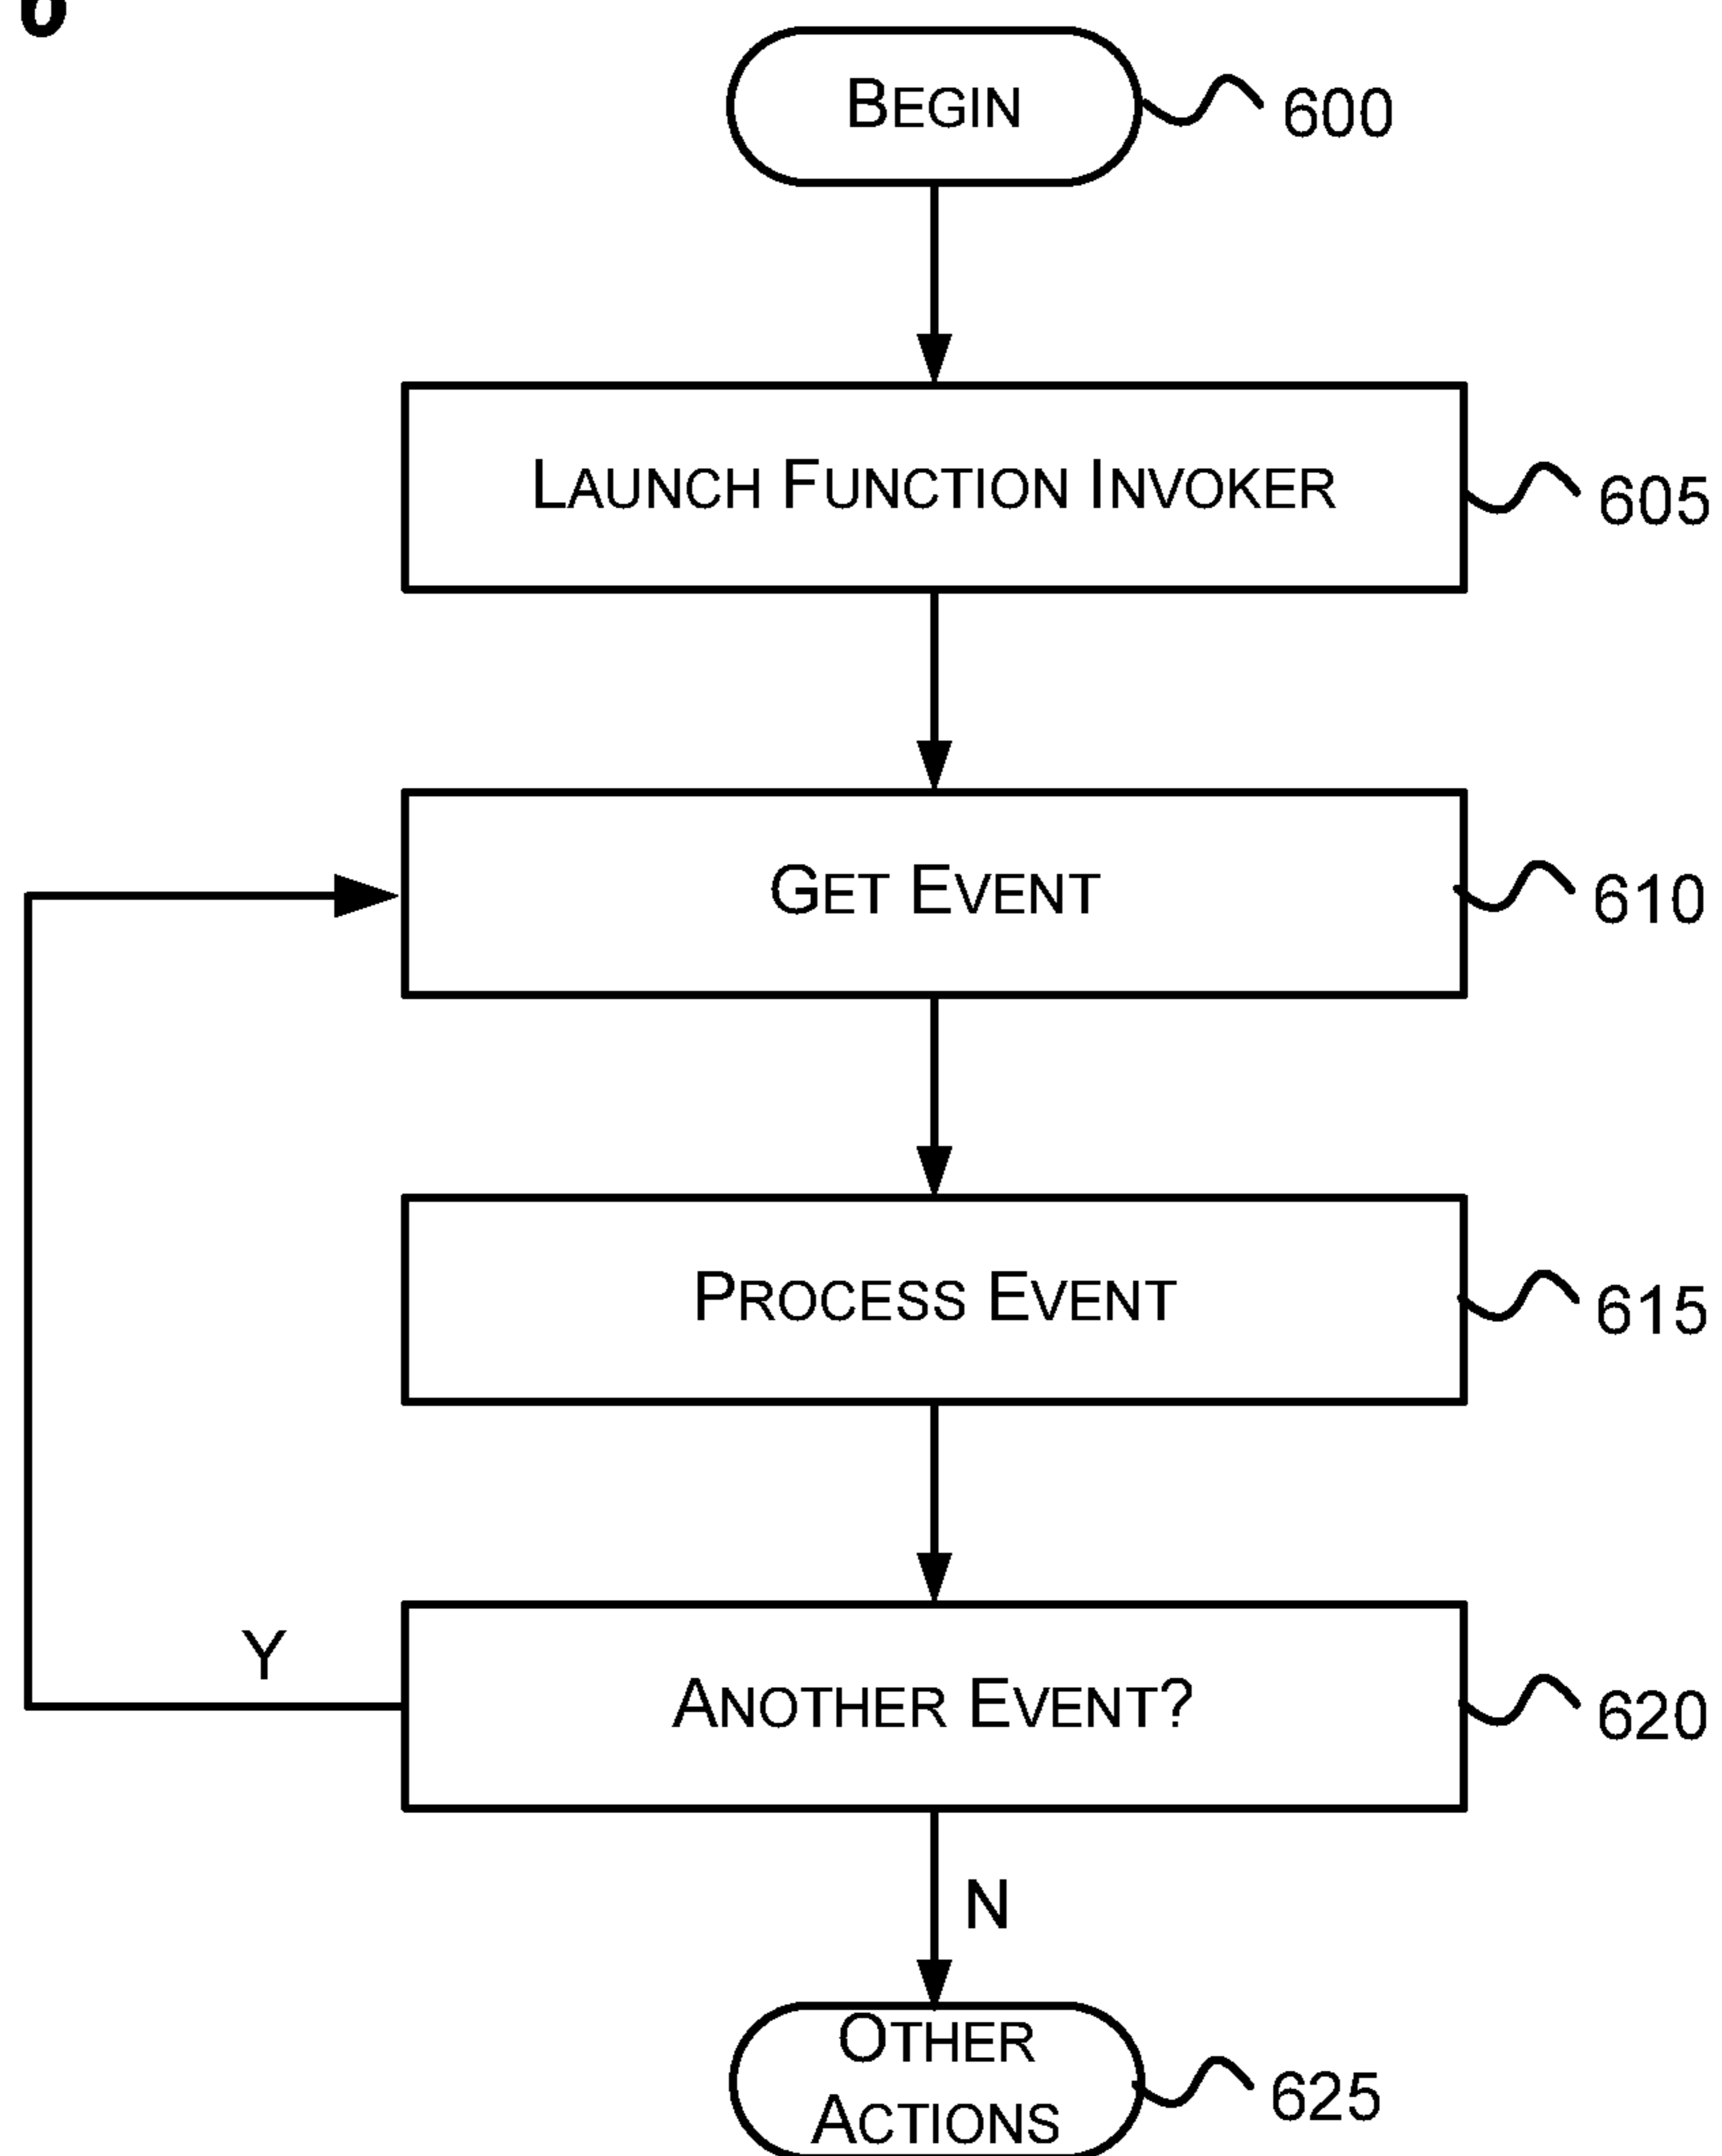 BEGIN
600
LAUNCH FUNCTION INVOKER
605
GET EVENT
610
PROCESS EVENT
615
Y
ANOTHER EVENT?
620
N
OTHER
ACTIONS
625